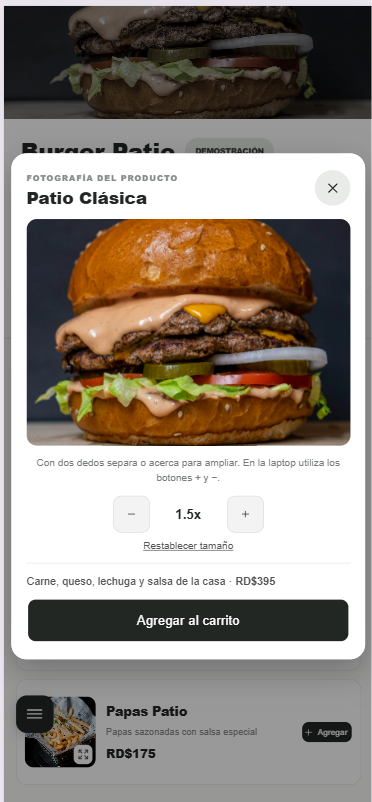 Burger Patio
DEMOSTRACIÓN
FOTOGRAFÍA DEL PRODUCTO
Patio Clásica
Con dos dedos separa o acerca para ampliar. En la laptop utiliza los
botones + y −.
− 1.5x +
Restablecer tamaño
Carne, queso, lechuga y salsa de la casa · RD$395
Agregar al carrito
Papas Patio
Papas sazonadas con salsa especial
+ Agregar
RD$175